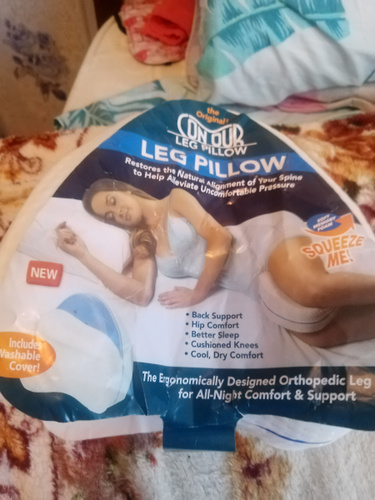 the
Original!
CONTOUR
LEG PILLOW
LEG PILLOW
Restores the Natural Alignment of Your Spine
to Help Alleviate Uncomfortable Pressure
SQUEEZE
ME!
NEW
• Back Support
• Hip Comfort
• Better Sleep
• Cushioned Knees
• Cool, Dry Comfort
Includes
Washable
Cover!
The Ergonomically Designed Orthopedic Leg
for All-Night Comfort & Support